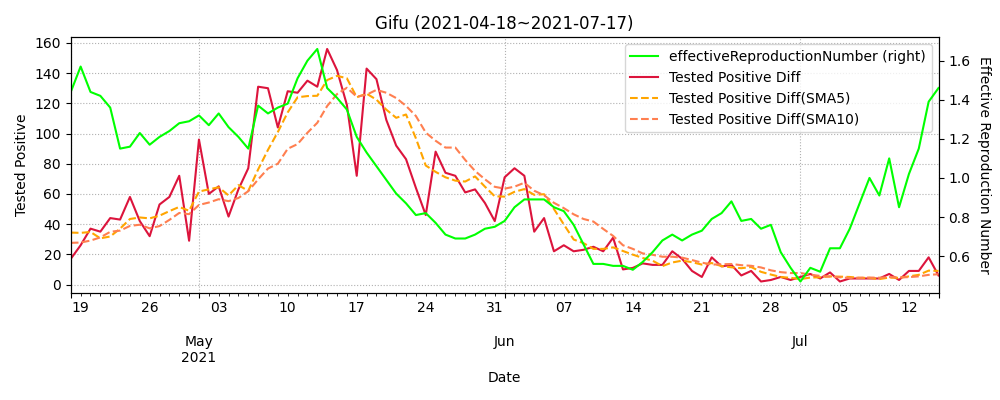 Gifu (2021-04-18~2021-07-17)
160
140
120
100
80
60
40
20
0
Tested Positive
1.6
1.4
1.2
1.0
0.8
0.6
Effective Reproduction Number
effectiveReproductionNumber (right)
Tested Positive Diff
Tested Positive Diff(SMA5)
Tested Positive Diff(SMA10)
19 26 03 10 17 24 31 07 14 21 28 05 12
May Jun Jul
2021
Date